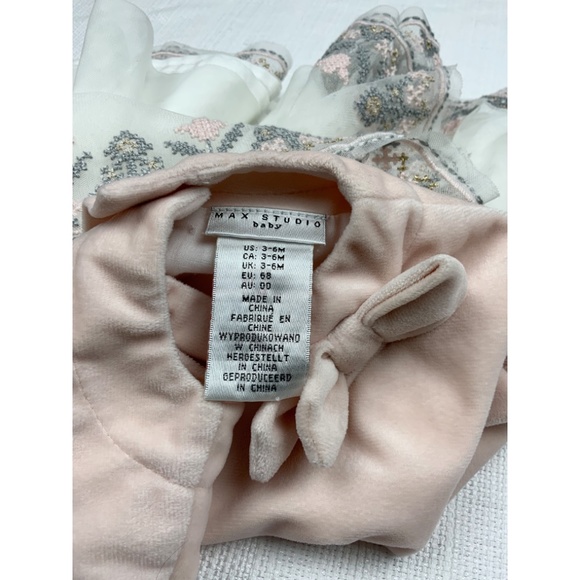 MAX STUDIO
baby
US: 3-6M
CA: 3-6M
UK: 3-6M
EU: 68
AU: 00
MADE IN
CHINA
FABRIQUÉ EN
CHINE
WYPRODUKOWANO
W CHINACH
HERGESTELLT
IN CHINA
GEPRODUCEERD
IN CHINA